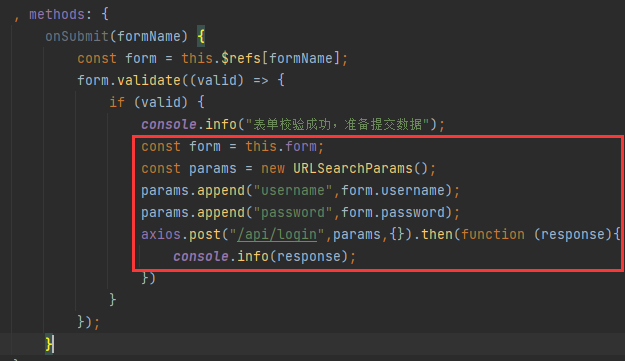 , methods: {
onSubmit(formName) {
const form = this.$refs[formName];
form.validate((valid) => {
if (valid) {
console.info("表单校验成功，准备提交数据");
const form = this.form;
const params = new URLSearchParams();
params.append("username",form.username);
params.append("password",form.password);
axios.post("/api/login",params,{}).then(function (response){
console.info(response);
})
}
});
}